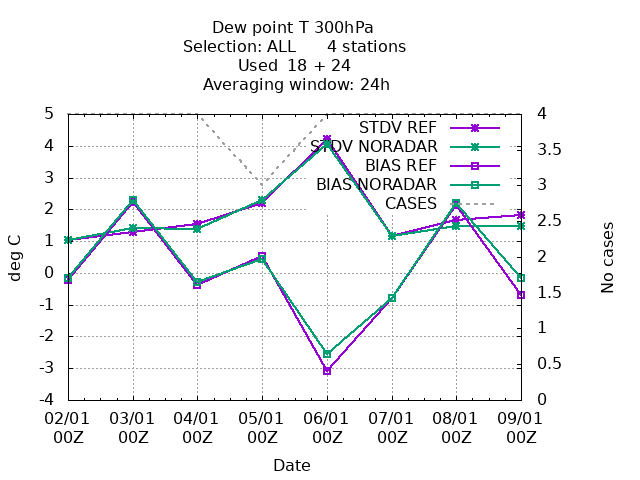 Dew point T 300hPa
Selection: ALL      4 stations
Used  18 + 24
Averaging window: 24h
5
4
3
2
1
0
-1
-2
-3
-4
deg C
STDV REF
STDV NORADAR
BIAS REF
BIAS NORADAR
CASES
4
3.5
3
2.5
2
1.5
1
0.5
0
No cases
02/01 03/01 04/01 05/01 06/01 07/01 08/01 09/01
00Z 00Z 00Z 00Z 00Z 00Z 00Z 00Z
Date